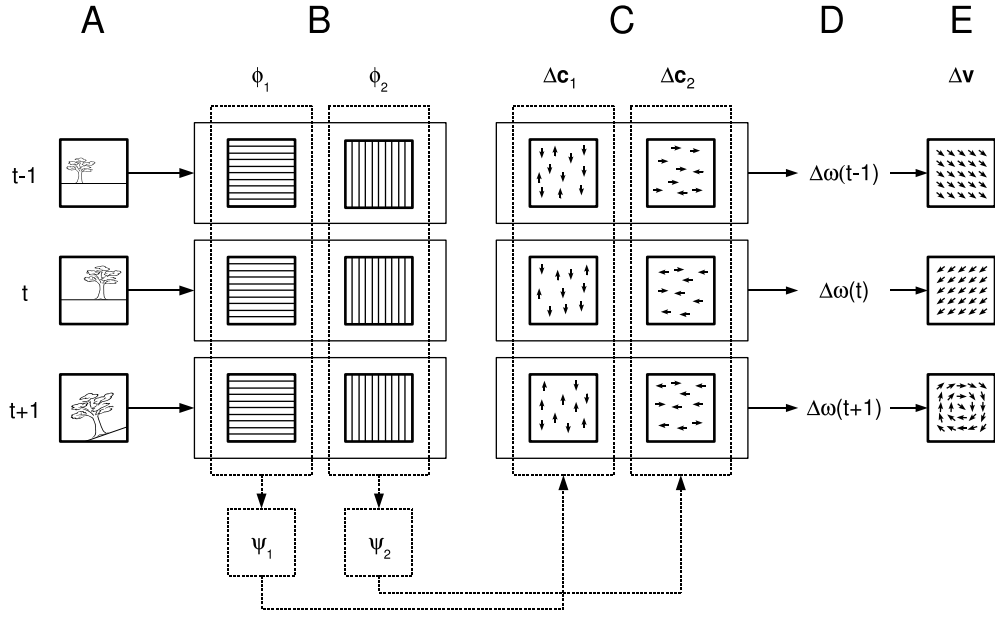 A B C D E
ϕ₁ ϕ₂ Δc₁ Δc₂ Δv
t-1 Δω(t-1)
t Δω(t)
t+1 Δω(t+1)
ψ₁ ψ₂